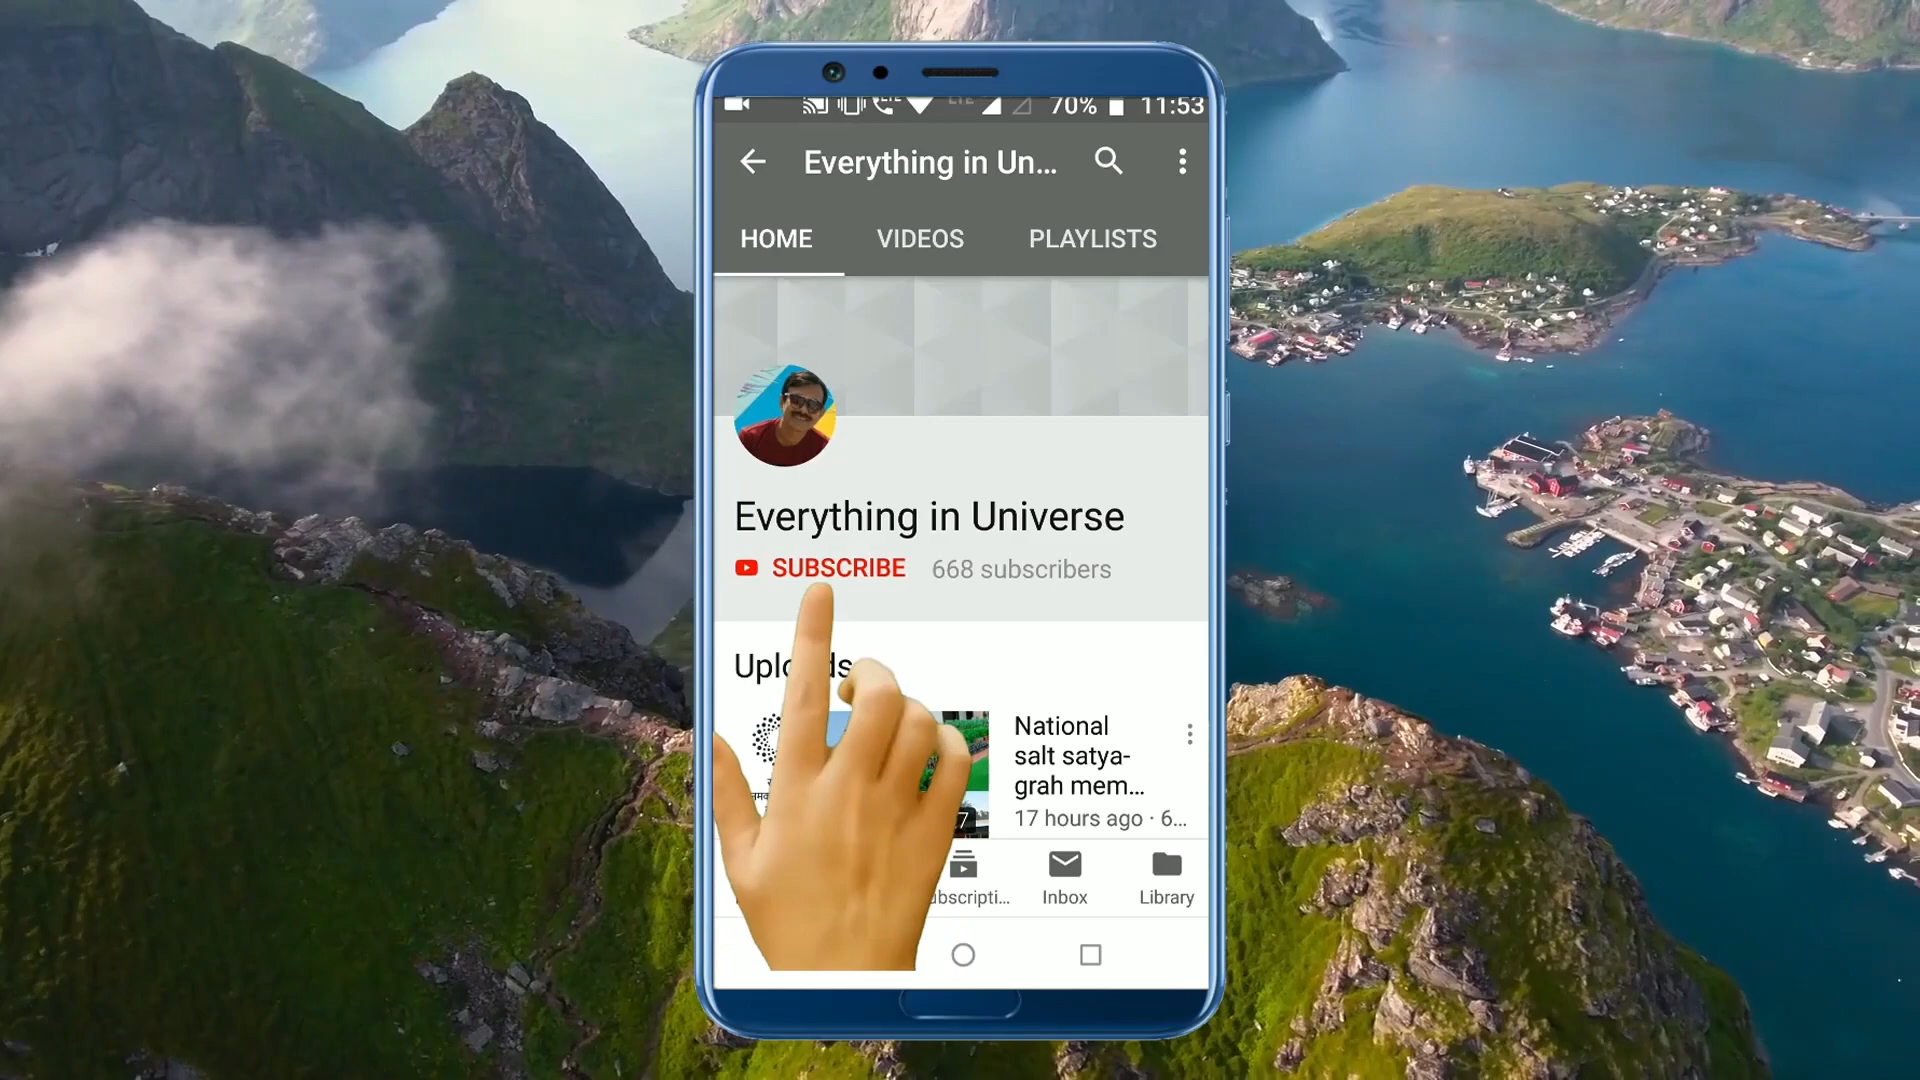 70% 11:53
Everything in Un...
HOME VIDEOS PLAYLISTS
Everything in Universe
SUBSCRIBE 668 subscribers
National
salt satya-
grah mem...
17 hours ago · 6...
Inbox
Library